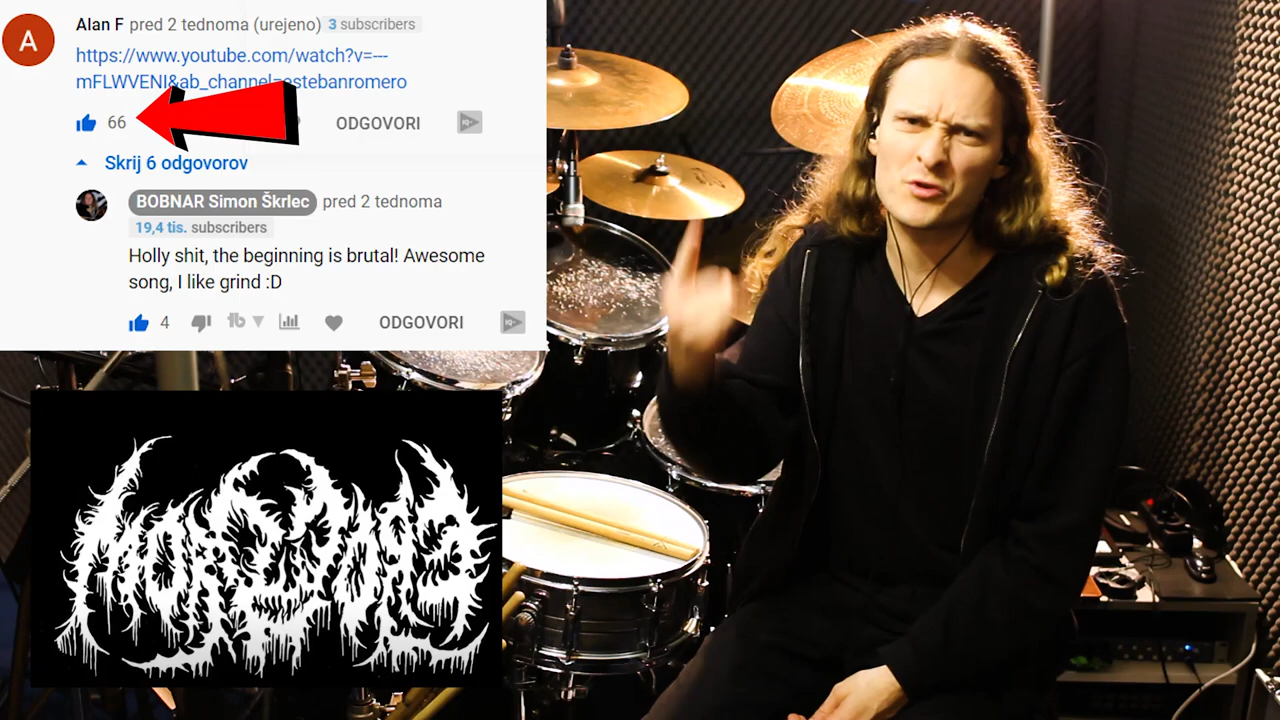 A
Alan F pred 2 tednoma (urejeno) 3 subscribers
https://www.youtube.com/watch?v=---
mFLWVENI&ab_channel=estebanromero
66 ODGOVORI
Skrij 6 odgovorov
BOBNAR Simon Škrlec pred 2 tednoma
19,4 tis. subscribers
Holly shit, the beginning is brutal! Awesome
song, I like grind :D
4 ODGOVORI